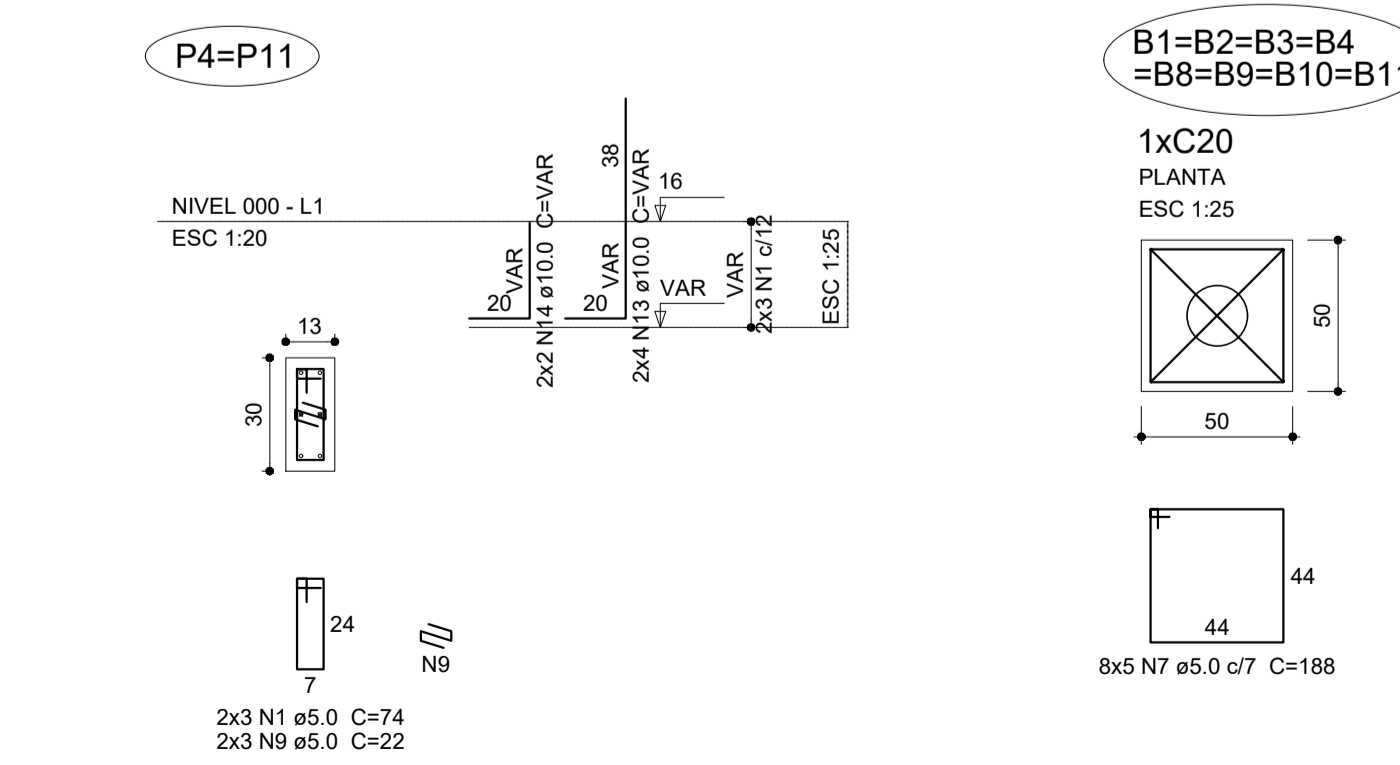 P4=P11
NIVEL 000 - L1
ESC 1:20
20
VAR
2x2 N14 ø10.0 C=VAR
20
VAR
38
2x4 N13 ø10.0 C=VAR
16
VAR
VAR
2x3 N1 c/12
ESC 1:25
13
30
24
7
N9
2x3 N1 ø5.0 C=74
2x3 N9 ø5.0 C=22
B1=B2=B3=B4
=B8=B9=B10=B11
1xC20
PLANTA
ESC 1:25
50
50
44
44
8x5 N7 ø5.0 c/7 C=188